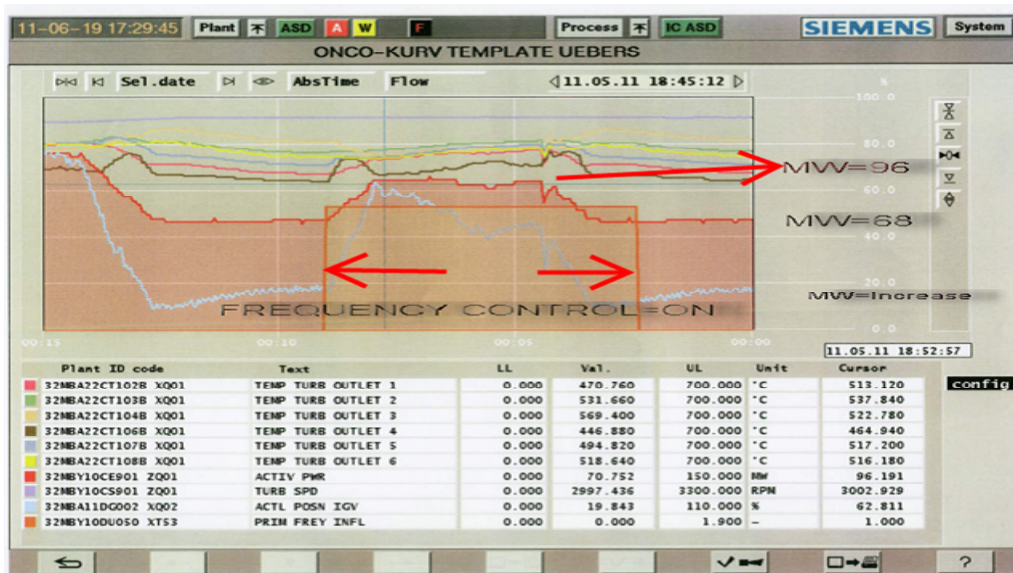 11-06-19 17:29:45 Plant ASD A W F Process IC ASD SIEMENS System
ONCO-KURV TEMPLATE UEBERS
Sel.date AbsTime Flow 11.05.11 18:45:12
%
100.0
80.0
MW=96
60.0
MW=68
40.0
20.0
MW=Increase
FREQUENCY CONTROL=ON
0.0
00:15 00:10 00:05 00:00
11.05.11 18:52:57
Plant ID code Text LL Val. UL Unit Cursor
32MBA22CT102B XQ01 TEMP TURB OUTLET 1 0.000 470.760 700.000 °C 513.120
config
32MBA22CT103B XQ01 TEMP TURB OUTLET 2 0.000 531.660 700.000 °C 537.840
32MBA22CT104B XQ01 TEMP TURB OUTLET 3 0.000 569.400 700.000 °C 522.780
32MBA22CT106B XQ01 TEMP TURB OUTLET 4 0.000 446.880 700.000 °C 464.940
32MBA22CT107B XQ01 TEMP TURB OUTLET 5 0.000 494.820 700.000 °C 517.200
32MBA22CT108B XQ01 TEMP TURB OUTLET 6 0.000 518.640 700.000 °C 516.180
32MBY10CE901 ZQ01 ACTIV PWR 0.000 70.752 150.000 MW 96.191
32MBY10CS901 ZQ01 TURB SPD 0.000 2997.436 3300.000 RPM 3002.929
32MBA11DG002 XQ02 ACTL POSN IGV 0.000 19.843 110.000 % 62.811
32MBY10DU050 XT53 PRIM FREY INFL 0.000 0.000 1.900 – 1.000
?